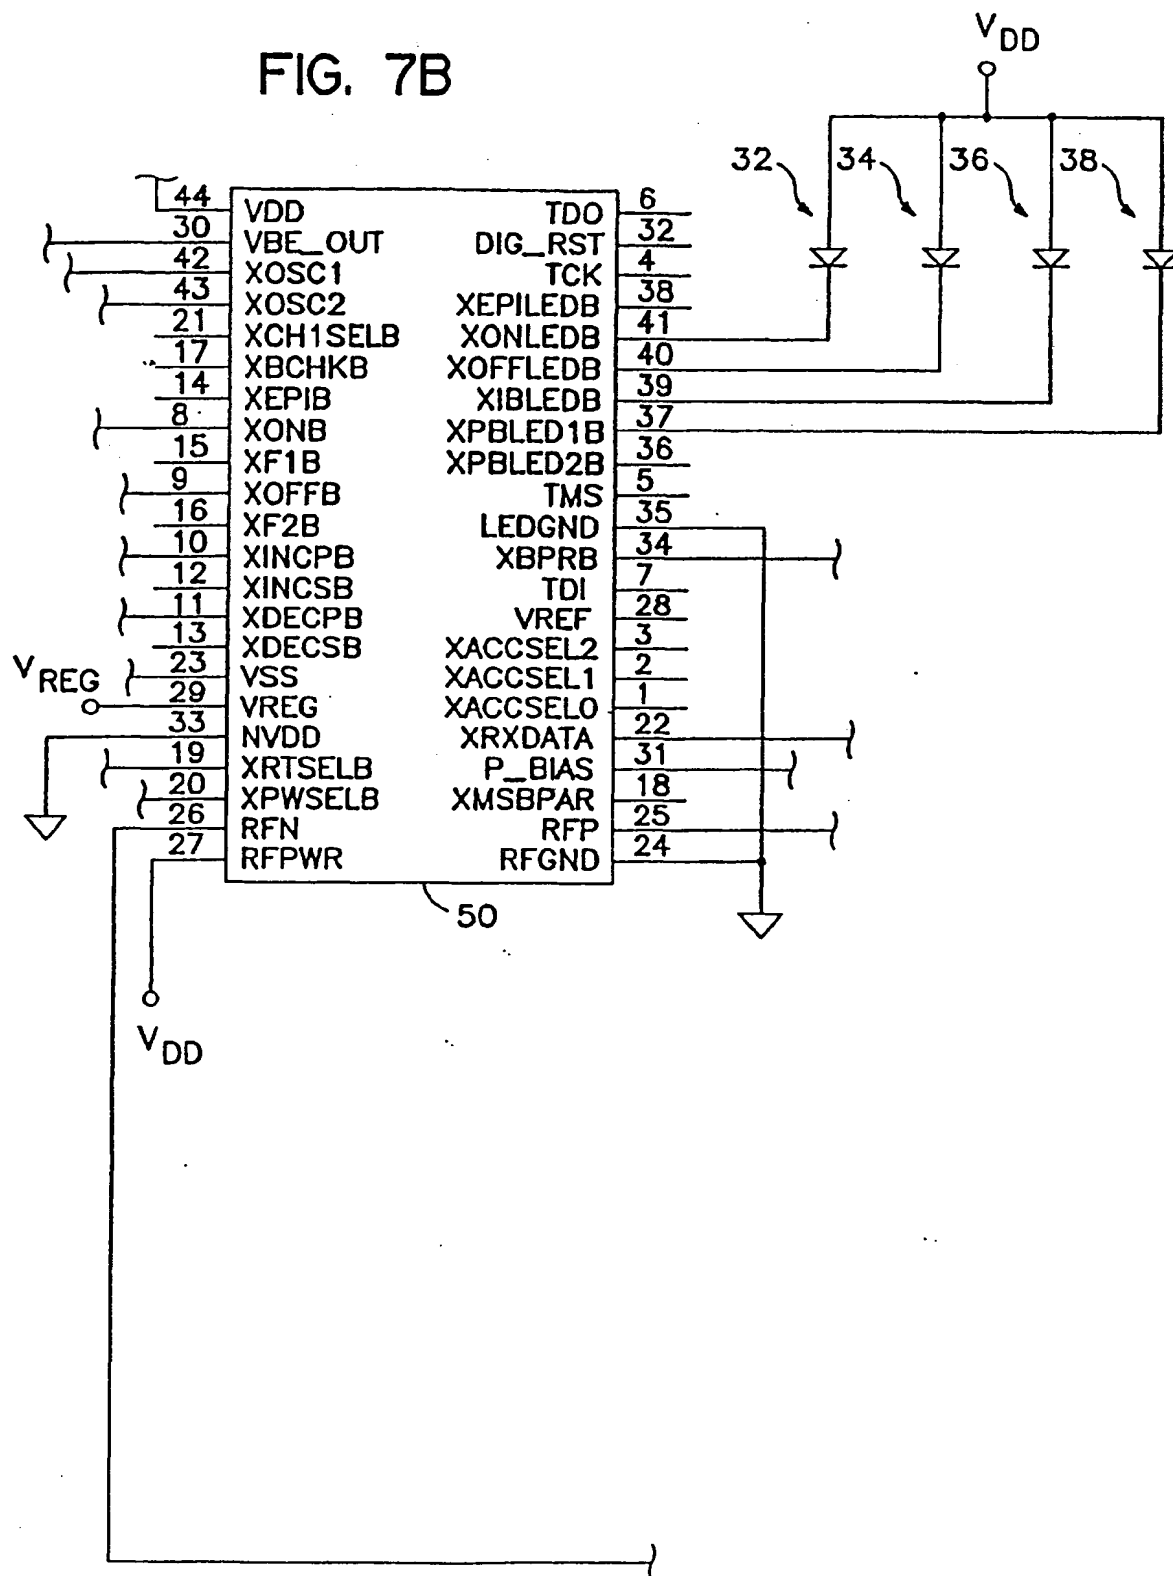 FIG. 7B
V DD
32 34 36 38
44 VDD TDO 6
30 VBE_OUT DIG_RST 32
42 XOSC1 TCK 4
43 XOSC2 XEPILEDB 38
21 XCH1SELB XONLEDB 41
17 XBCHKB XOFFLEDB 40
14 XEPIB XIBLEDB 39
8 XONB XPBLED1B 37
15 XF1B XPBLED2B 36
9 XOFFB TMS 5
16 XF2B LEDGND 35
10 XINCPB XBPRB 34
12 XINCSB TDI 7
11 XDECPB VREF 28
13 XDECSB XACCSEL2 3
23 VSS XACCSEL1 2
V REG 29 VREG XACCSEL0 1
33 NVDD XRXDATA 22
19 XRTSELB P_BIAS 31
20 XPWSELB XMSBPAR 18
26 RFN RFP 25
27 RFPWR RFGND 24
50
V DD